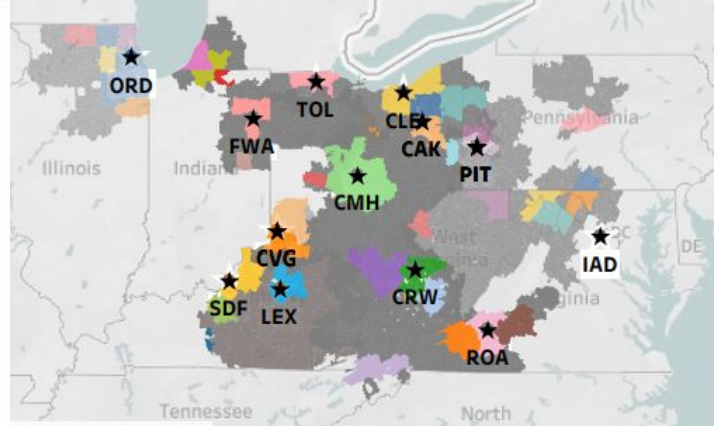 ORD
TOL
CLE
FWA
CAK
Pennsylvania
Illinois
Indiana
PIT
CMH
West
DC
CVG
IAD
DE
CRW
SDF
LEX
ROA
Tennessee
North